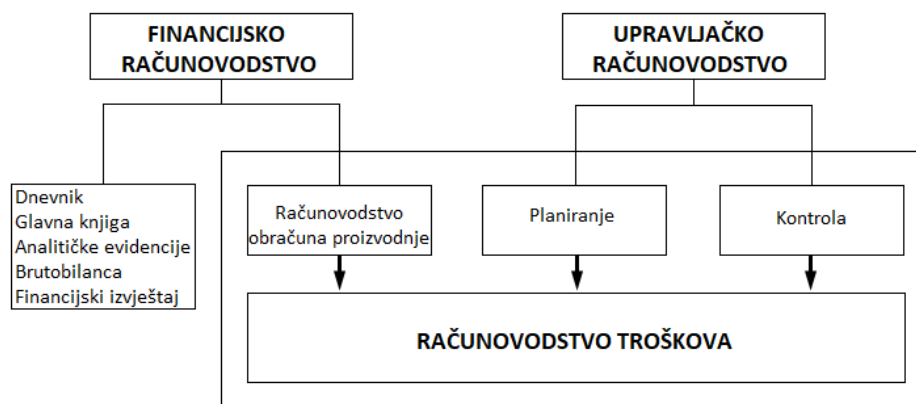 FINANCIJSKO
RAČUNOVODSTVO
UPRAVLJAČKO
RAČUNOVODSTVO
Dnevnik
Glavna knjiga
Analitičke evidencije
Brutobilanca
Financijski izvještaj
Računovodstvo
obračuna proizvodnje
Planiranje
Kontrola
RAČUNOVODSTVO TROŠKOVA